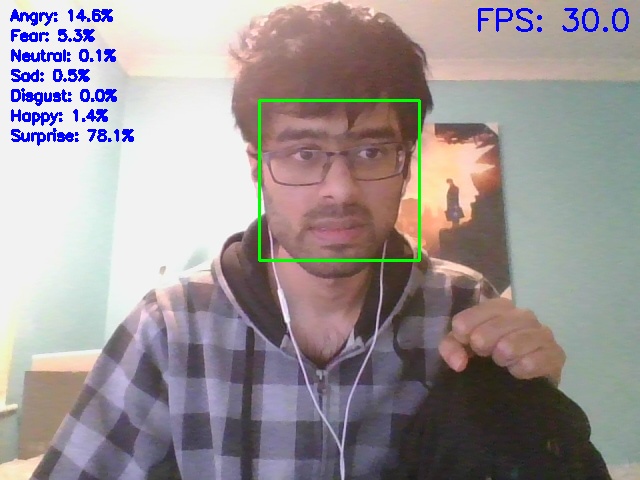 Angry: 14.6%
Fear: 5.3%
Neutral: 0.1%
Sad: 0.5%
Disgust: 0.0%
Happy: 1.4%
Surprise: 78.1%
FPS: 30.0